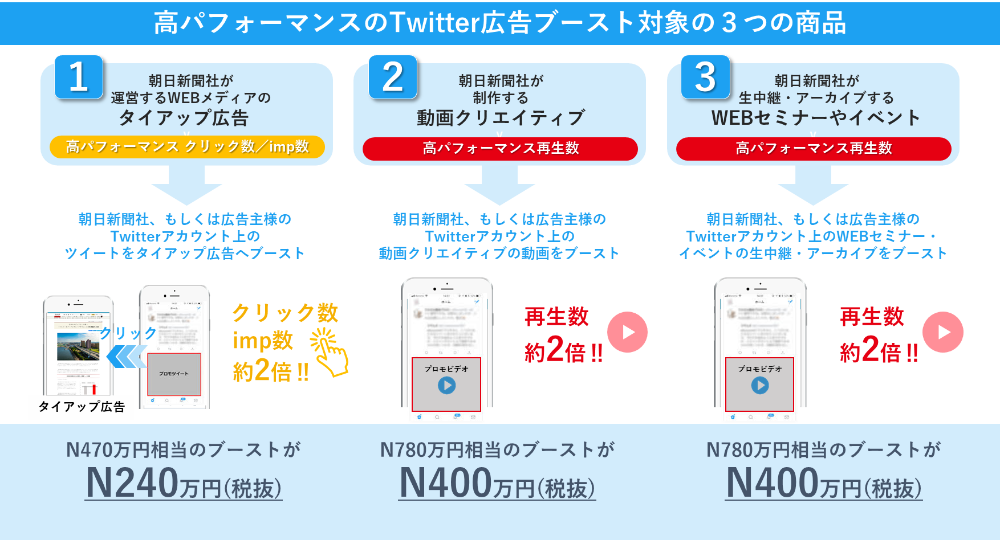 高パフォーマンスのTwitter広告ブースト対象の３つの商品
1
朝日新聞社が
運営するWEBメディアの
タイアップ広告
高パフォーマンス クリック数／imp数
朝日新聞社、もしくは広告主様の
Twitterアカウント上の
ツイートをタイアップ広告へブースト
クリック
ホーム
プロモツイート
タイアップ広告
クリック数
imp数
約2倍!!
N470万円相当のブーストが
N240万円(税抜)
2
朝日新聞社が
制作する
動画クリエイティブ
高パフォーマンス再生数
朝日新聞社、もしくは広告主様の
Twitterアカウント上の
動画クリエイティブの動画をブースト
ホーム
プロモビデオ
再生数
約2倍!!
N780万円相当のブーストが
N400万円(税抜)
3
朝日新聞社が
生中継・アーカイブする
WEBセミナーやイベント
高パフォーマンス再生数
朝日新聞社、もしくは広告主様の
Twitterアカウント上のWEBセミナー・
イベントの生中継・アーカイブをブースト
ホーム
プロモビデオ
再生数
約2倍!!
N780万円相当のブーストが
N400万円(税抜)